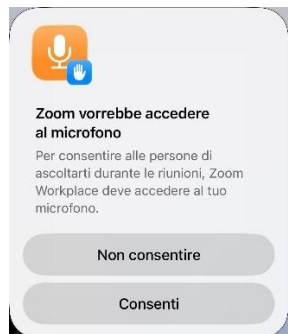 Zoom vorrebbe accedere
al microfono
Per consentire alle persone di
ascoltarti durante le riunioni, Zoom
Workplace deve accedere al tuo
microfono.
Non consentire
Consenti